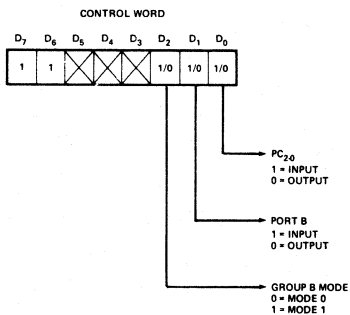 CONTROL WORD
D7 D6 D5 D4 D3 D2 D1 D0
1 1 1/0 1/0 1/0
PC2-0
1 = INPUT
0 = OUTPUT
PORT B
1 = INPUT
0 = OUTPUT
GROUP B MODE
0 = MODE 0
1 = MODE 1